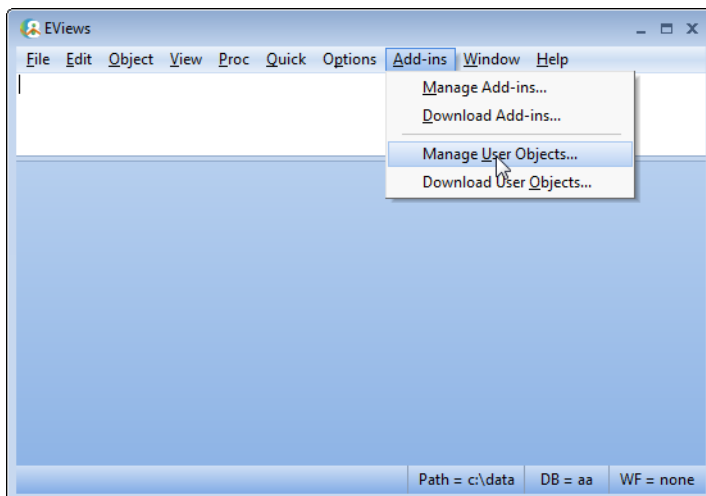 EViews
File Edit Object View Proc Quick Options Add-ins Window Help
Manage Add-ins...
Download Add-ins...
Manage User Objects...
Download User Objects...
Path = c:\data DB = aa WF = none